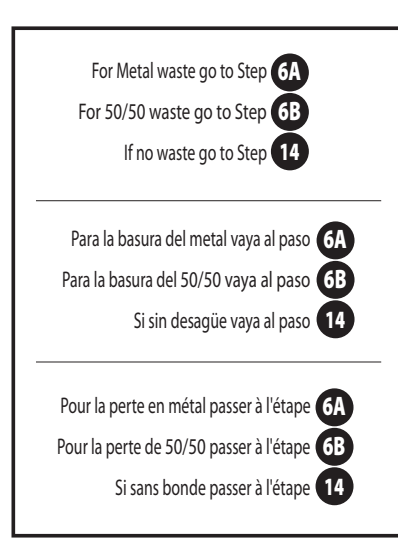 For Metal waste go to Step 6A
For 50/50 waste go to Step 6B
If no waste go to Step 14
Para la basura del metal vaya al paso 6A
Para la basura del 50/50 vaya al paso 6B
Si sin desagüe vaya al paso 14
Pour la perte en métal passer à l'étape 6A
Pour la perte de 50/50 passer à l'étape 6B
Si sans bonde passer à l'étape 14